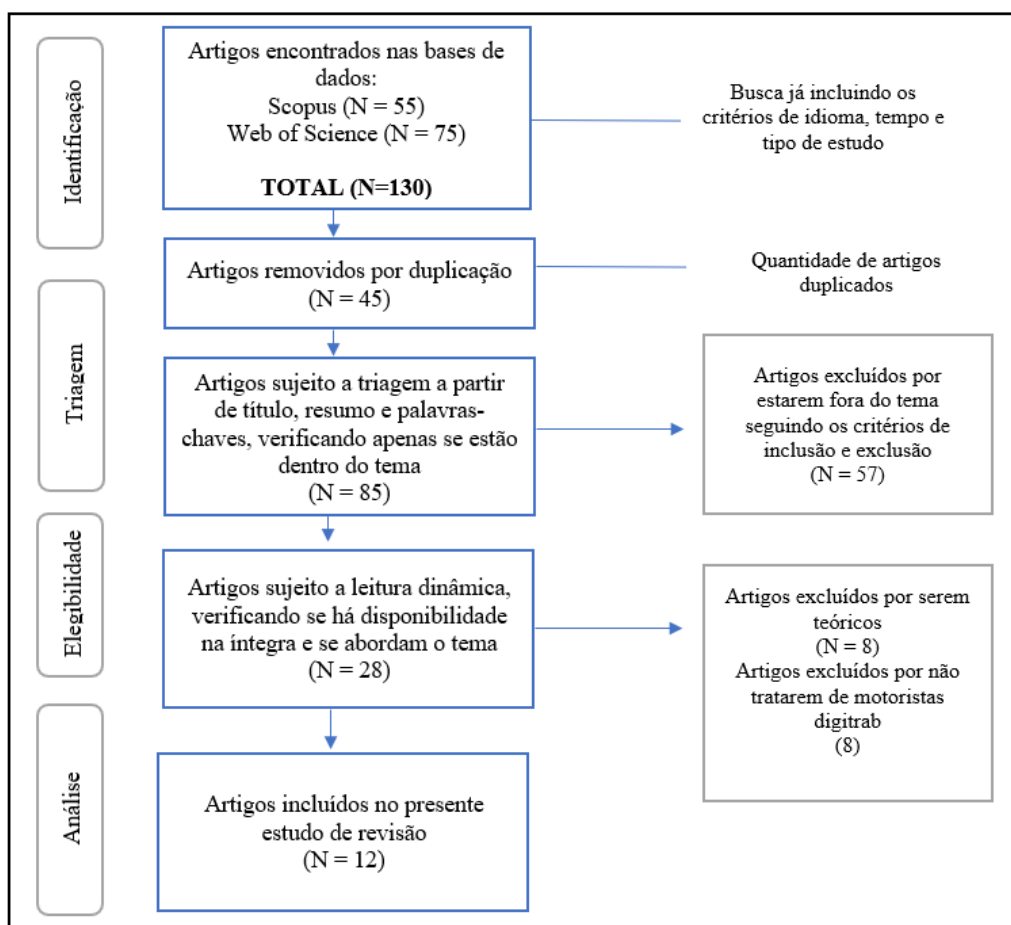 Identificação
Artigos encontrados nas bases de
dados:
Scopus (N = 55)
Web of Science (N = 75)
TOTAL (N=130)
Busca já incluindo os
critérios de idioma, tempo e
tipo de estudo
Artigos removidos por duplicação
(N = 45)
Quantidade de artigos
duplicados
Triagem
Artigos sujeito a triagem a partir
de título, resumo e palavras-
chaves, verificando apenas se estão
dentro do tema
(N = 85)
Artigos excluídos por
estarem fora do tema
seguindo os critérios de
inclusão e exclusão
(N = 57)
Elegibilidade
Artigos sujeito a leitura dinâmica,
verificando se há disponibilidade
na íntegra e se abordam o tema
(N = 28)
Artigos excluídos por serem
teóricos
(N = 8)
Artigos excluídos por não
tratarem de motoristas
digitrab
(8)
Análise
Artigos incluídos no presente
estudo de revisão
(N = 12)